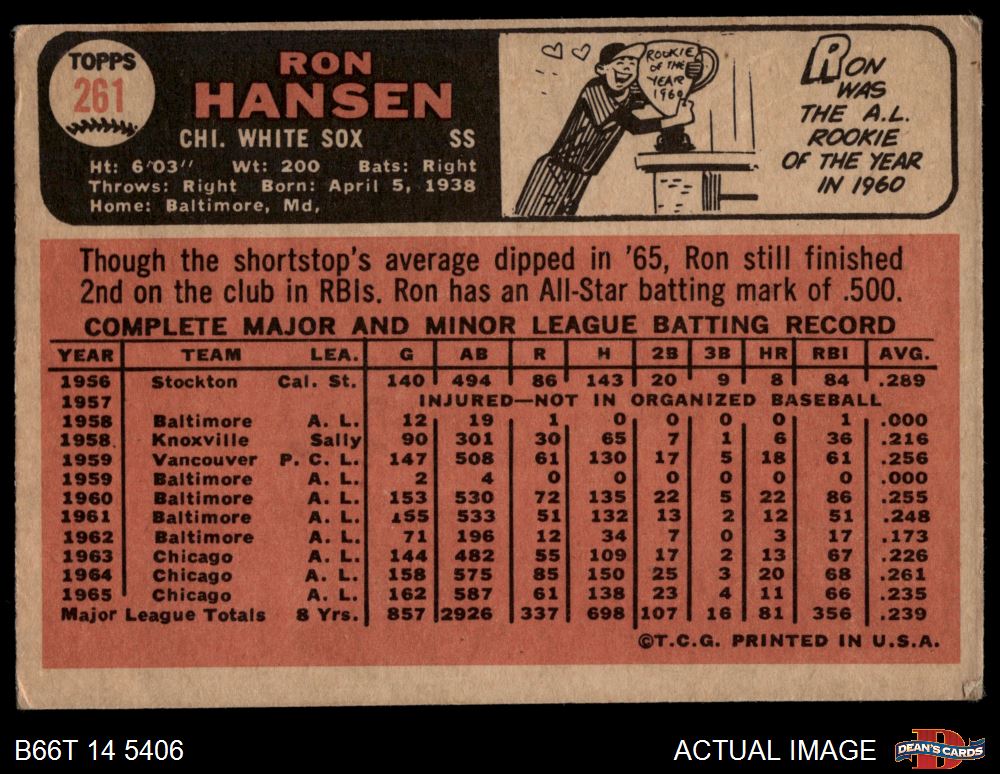 TOPPS
261
RON
HANSEN
CHI. WHITE SOX SS
Ht: 6'03" Wt: 200 Bats: Right
Throws: Right Born: April 5, 1938
Home: Baltimore, Md,
ROOKIE
OF THE
YEAR
1960
RON
WAS
THE A.L.
ROOKIE
OF THE YEAR
IN 1960
Though the shortstop's average dipped in '65, Ron still finished
2nd on the club in RBIs. Ron has an All-Star batting mark of .500.
COMPLETE MAJOR AND MINOR LEAGUE BATTING RECORD
YEAR TEAM LEA. G AB R H 2B 3B HR RBI AVG.
1956 Stockton Cal. St. 140 494 86 143 20 9 8 84 .289
1957 INJURED—NOT IN ORGANIZED BASEBALL
1958 Baltimore A. L. 12 19 1 0 0 0 0 1 .000
1958 Knoxville Sally 90 301 30 65 7 1 6 36 .216
1959 Vancouver P. C. L. 147 508 61 130 17 5 18 61 .256
1959 Baltimore A. L. 2 4 0 0 0 0 0 0 .000
1960 Baltimore A. L. 153 530 72 135 22 5 22 86 .255
1961 Baltimore A. L. 155 533 51 132 13 2 12 51 .248
1962 Baltimore A. L. 71 196 12 34 7 0 3 17 .173
1963 Chicago A. L. 144 482 55 109 17 2 13 67 .226
1964 Chicago A. L. 158 575 85 150 25 3 20 68 .261
1965 Chicago A. L. 162 587 61 138 23 4 11 66 .235
Major League Totals 8 Yrs. 857 2926 337 698 107 16 81 356 .239
©T.C.G. PRINTED IN U.S.A.
B66T 14 5406 ACTUAL IMAGE DEAN'S CARDS